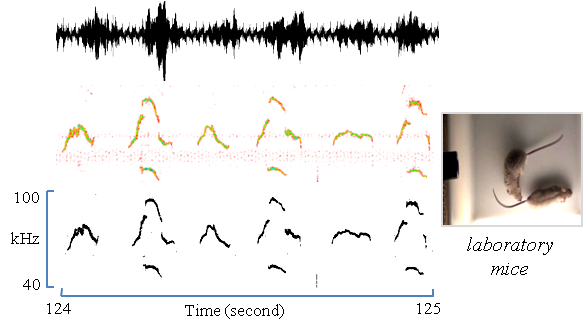 100
kHz
40
124
Time (second)
125
laboratory
mice